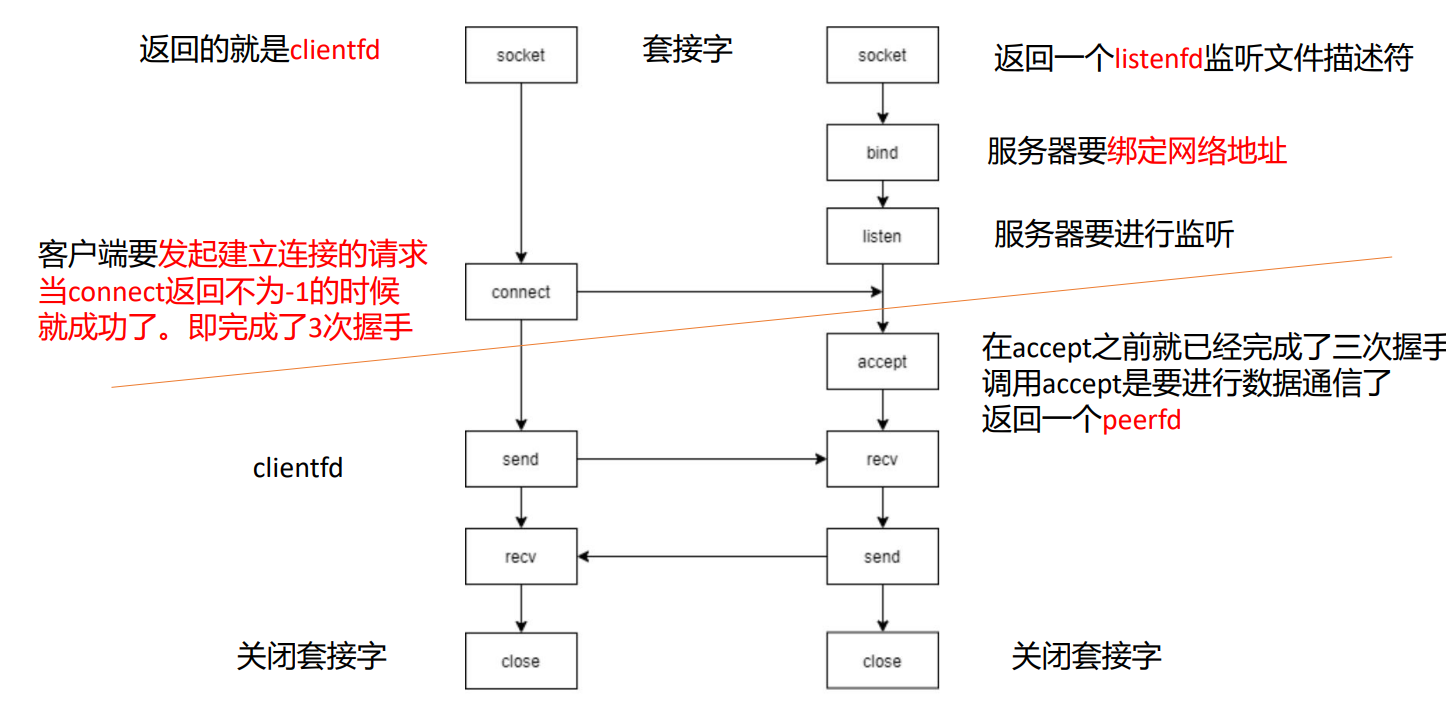 返回的就是clientfd
socket
套接字
socket
返回一个listenfd监听文件描述符
bind
服务器要绑定网络地址
listen
服务器要进行监听
客户端要发起建立连接的请求
当connect返回不为-1的时候
就成功了。即完成了3次握手
connect
accept
在accept之前就已经完成了三次握手
调用accept是要进行数据通信了
返回一个peerfd
clientfd
send
recv
recv
send
关闭套接字
close
close
关闭套接字